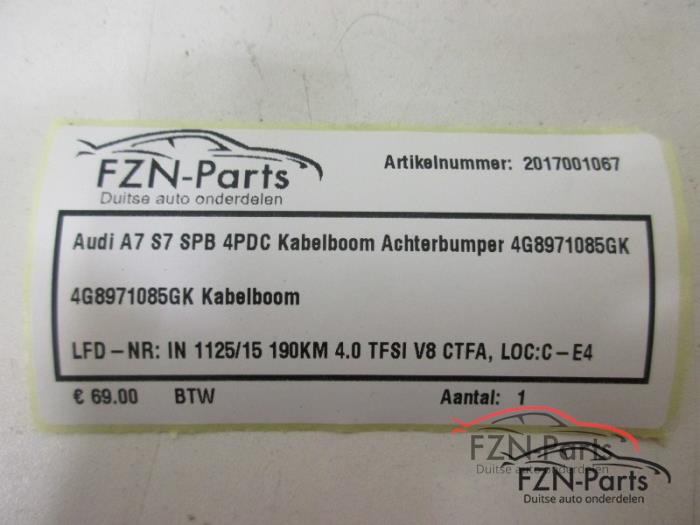 FZN-Parts
Duitse auto onderdelen
Artikelnummer: 2017001067
Audi A7 S7 SPB 4PDC Kabelboom Achterbumper 4G8971085GK
4G8971085GK Kabelboom
LFD-NR: IN 1125/15 190KM 4.0 TFSI V8 CTFA, LOC:C-E4
€ 69.00 BTW Aantal: 1
FZN-Parts
Duitse auto onderdelen
FZN-Parts
Duitse auto onderdelen